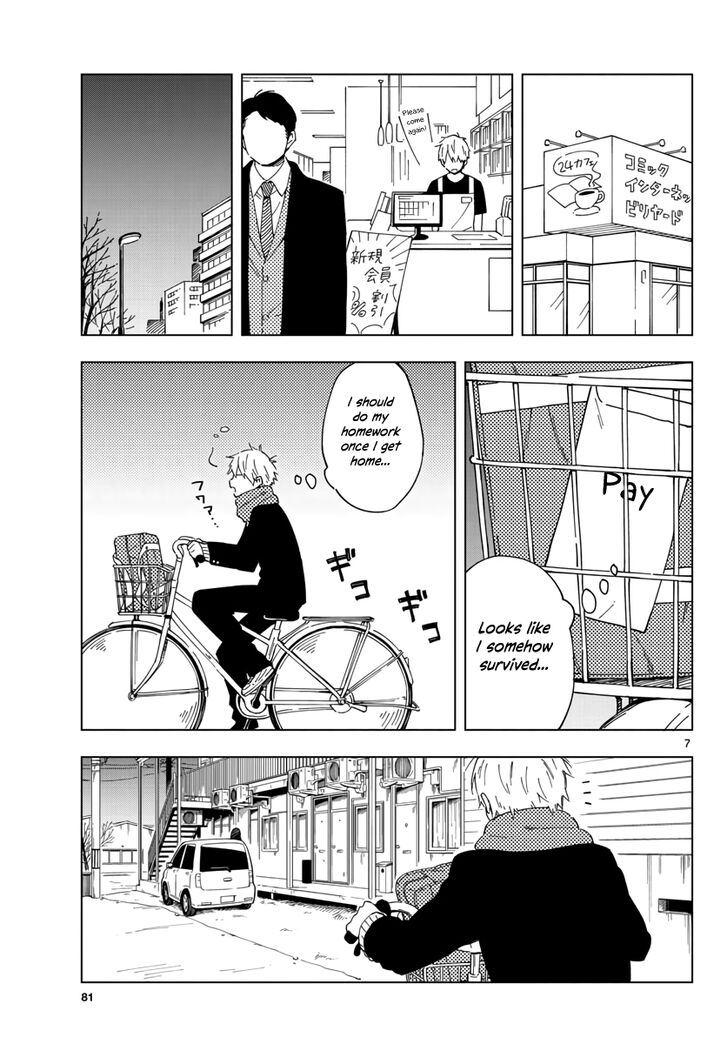 24カフェ
コミック
インターネッ
ビリヤード
Please
come
again!
新規
会員
割
引
Pay
Looks like
I somehow
survived...
I should
do my
homework
once I get
home...
フワァ...
ギコ
ギコ
7
81